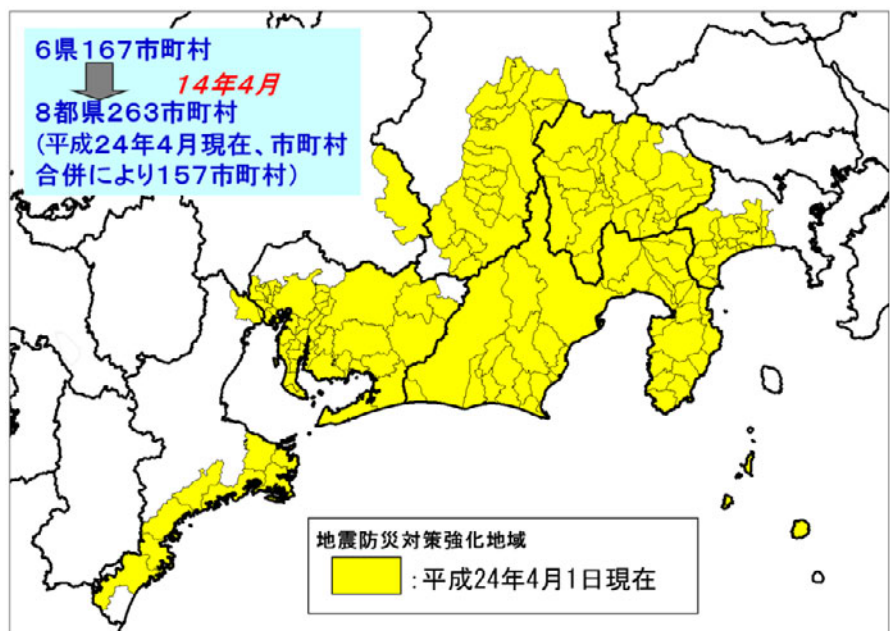 6県167市町村
14年4月
8都県263市町村
(平成24年4月現在、市町村
合併により157市町村)
地震防災対策強化地域
:平成24年4月1日現在